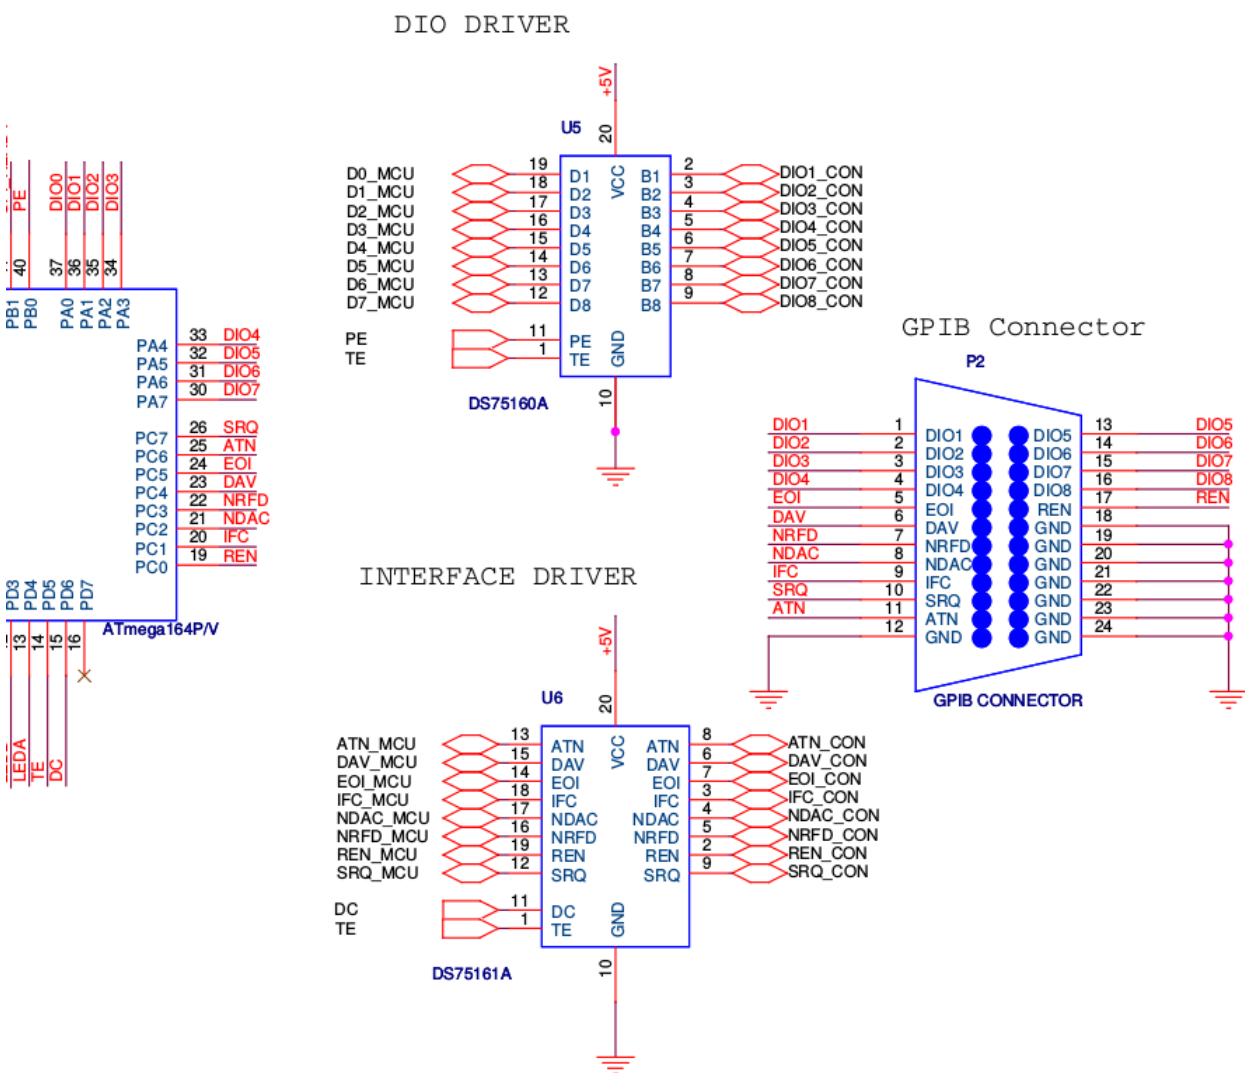 DIO DRIVER
+5V
U5
20
VCC
D0_MCU 19 D1 B1 2 DIO1_CON
D1_MCU 18 D2 B2 3 DIO2_CON
D2_MCU 17 D3 B3 4 DIO3_CON
D3_MCU 16 D4 B4 5 DIO4_CON
D4_MCU 15 D5 B5 6 DIO5_CON
D5_MCU 14 D6 B6 7 DIO6_CON
D6_MCU 13 D7 B7 8 DIO7_CON
D7_MCU 12 D8 B8 9 DIO8_CON
PE 11 PE
TE 1 TE
GND
10
DS75160A
PE DIO0 DIO1 DIO2 DIO3
40 37 36 35 34
PB1 PB0 PA0 PA1 PA2 PA3
PA4 33 DIO4
PA5 32 DIO5
PA6 31 DIO6
PA7 30 DIO7
PC7 26 SRQ
PC6 25 ATN
PC5 24 EOI
PC4 23 DAV
PC3 22 NRFD
PC2 21 NDAC
PC1 20 IFC
PC0 19 REN
PD3 PD4 PD5 PD6 PD7
ATmega164P/V
13 14 15 16
LEDA TE DC
GPIB Connector
P2
DIO1 1 DIO1 DIO5 13 DIO5
DIO2 2 DIO2 DIO6 14 DIO6
DIO3 3 DIO3 DIO7 15 DIO7
DIO4 4 DIO4 DIO8 16 DIO8
EOI 5 EOI REN 17 REN
DAV 6 DAV GND 18
NRFD 7 NRFD GND 19
NDAC 8 NDAC GND 20
IFC 9 IFC GND 21
SRQ 10 SRQ GND 22
ATN 11 ATN GND 23
12 GND GND 24
GPIB CONNECTOR
INTERFACE DRIVER
+5V
U6
20
VCC
ATN_MCU 13 ATN ATN 8 ATN_CON
DAV_MCU 15 DAV DAV 6 DAV_CON
EOI_MCU 14 EOI EOI 7 EOI_CON
IFC_MCU 18 IFC IFC 3 IFC_CON
NDAC_MCU 17 NDAC NDAC 4 NDAC_CON
NRFD_MCU 16 NRFD NRFD 5 NRFD_CON
REN_MCU 19 REN REN 2 REN_CON
SRQ_MCU 12 SRQ SRQ 9 SRQ_CON
DC 11 DC
TE 1 TE
GND
10
DS75161A